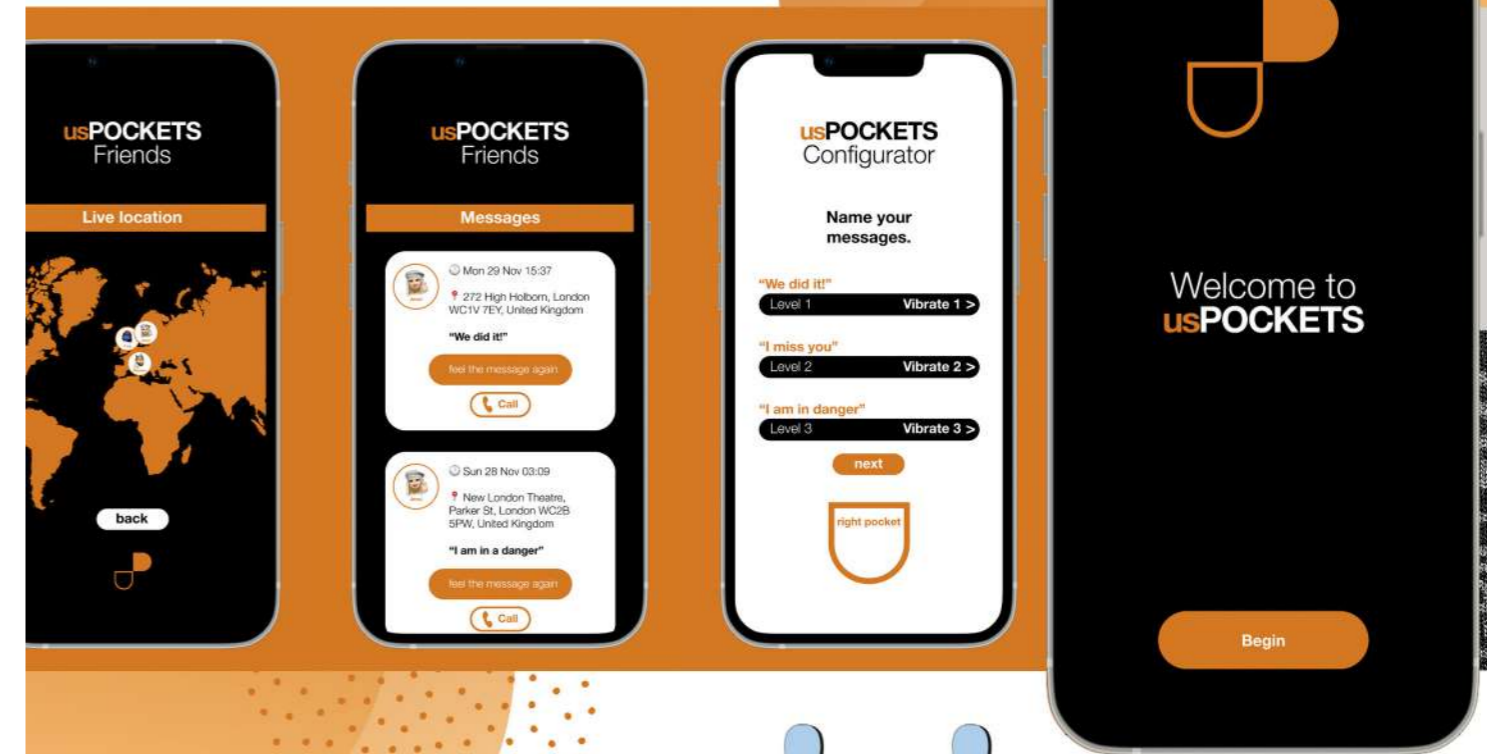 usPOCKETS
Friends
Live location
back
usPOCKETS
Friends
Messages
Mon 29 Nov 15:37
272 High Holborn, London
WC1V 7EY, United Kingdom
“We did it!”
feel the message again
Call
Sun 28 Nov 03:09
New London Theatre,
Parker St, London WC2B
5PW, United Kingdom
“I am in a danger”
feel the message again
Call
usPOCKETS
Configurator
Name your
messages.
“We did it!”
Level 1 Vibrate 1 >
“I miss you”
Level 2 Vibrate 2 >
“I am in danger”
Level 3 Vibrate 3 >
next
right pocket
Welcome to
usPOCKETS
Begin